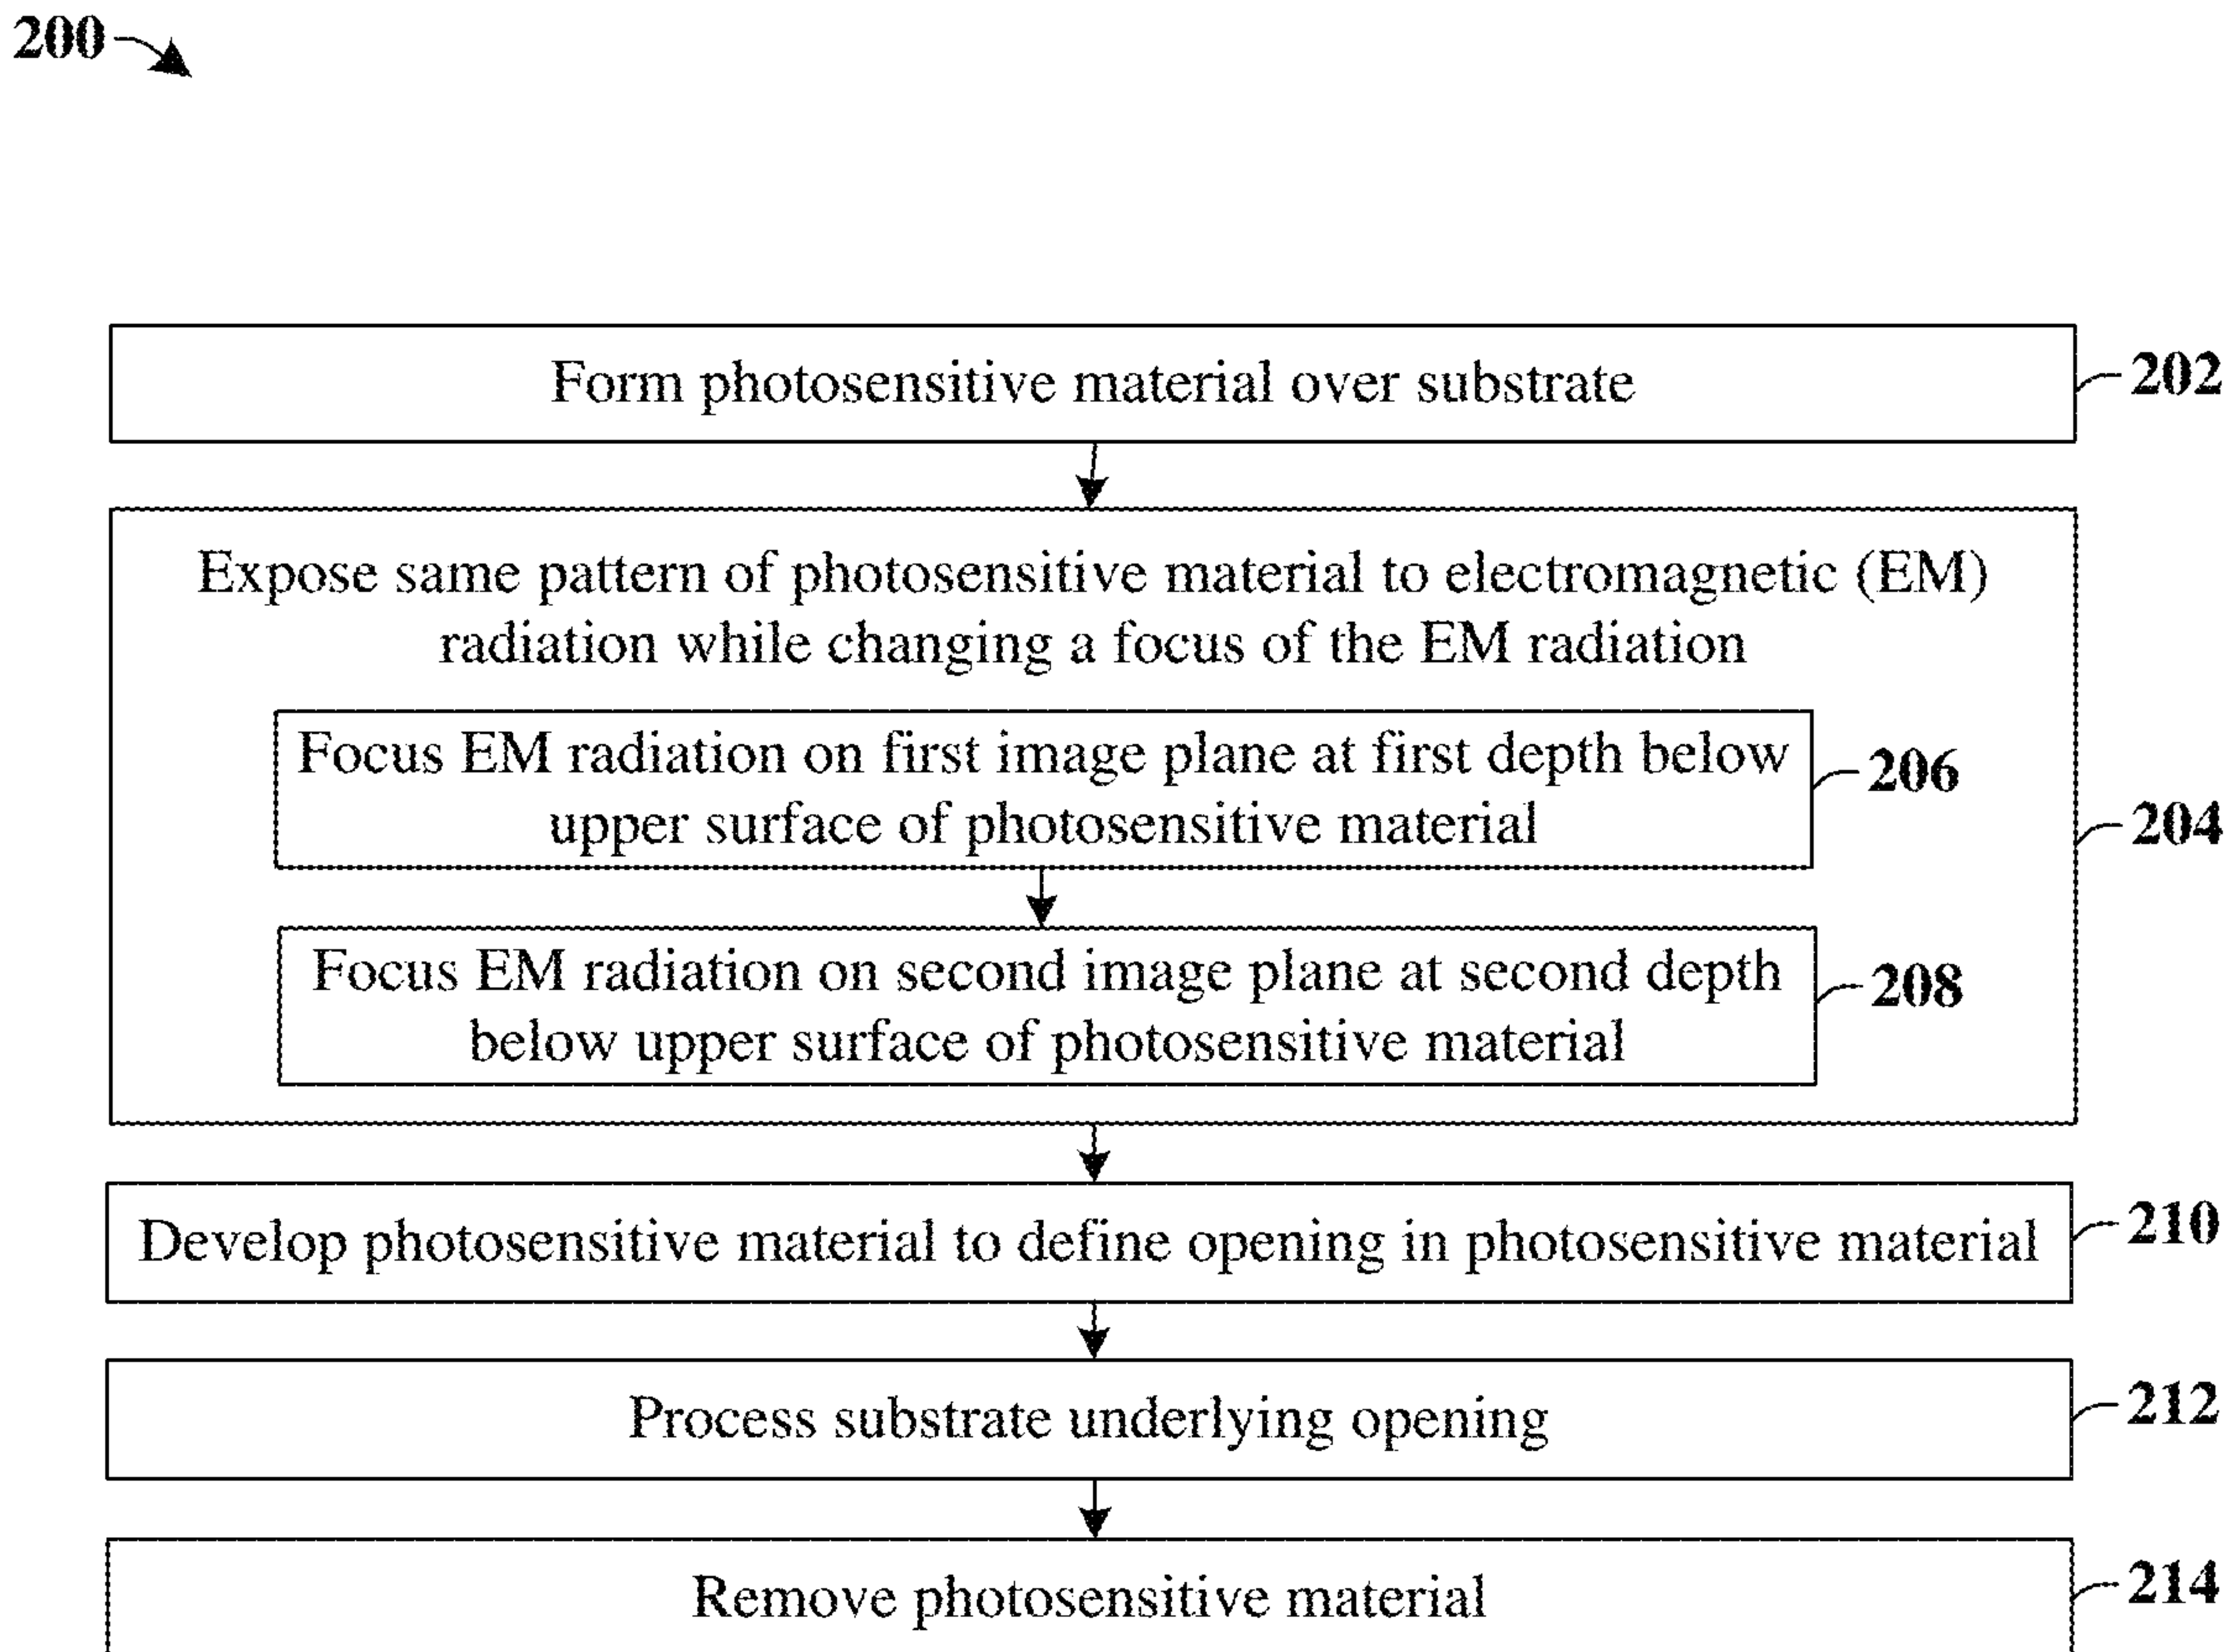 200
Form photosensitive material over substrate
202
Expose same pattern of photosensitive material to electromagnetic (EM)
radiation while changing a focus of the EM radiation
Focus EM radiation on first image plane at first depth below
upper surface of photosensitive material
206
204
Focus EM radiation on second image plane at second depth
below upper surface of photosensitive material
208
Develop photosensitive material to define opening in photosensitive material
210
Process substrate underlying opening
212
Remove photosensitive material
214